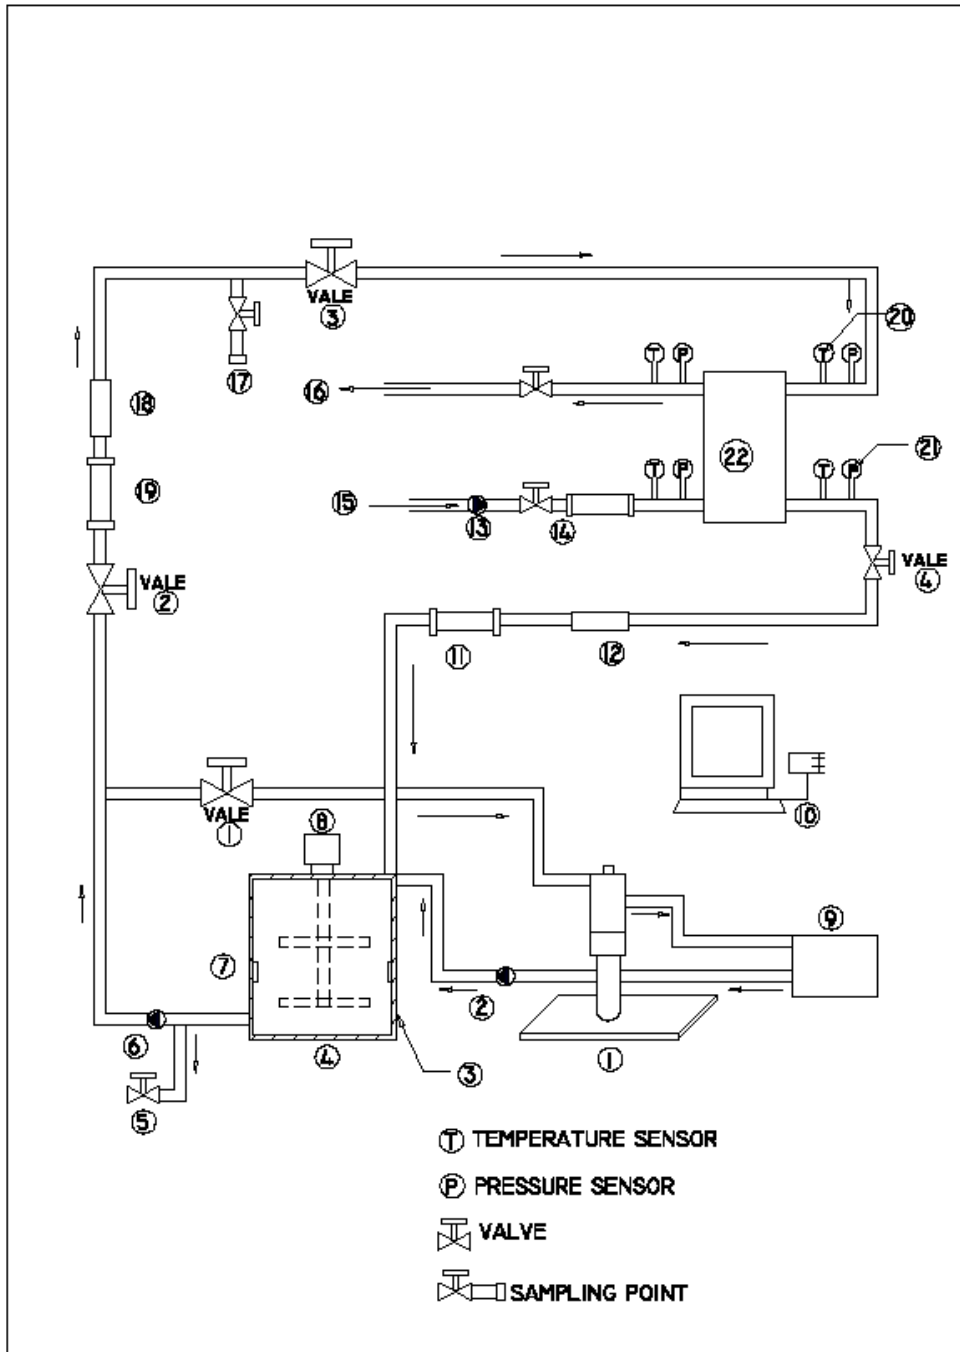 VALE
3
20
T P T P
16
17
18
22
21
T P T P
19
15
13
14
VALE
4
VALE
2
11
12
VALE
1
10
8
9
7
2
6
4
3
1
5
T TEMPERATURE SENSOR
P PRESSURE SENSOR
VALVE
SAMPLING POINT